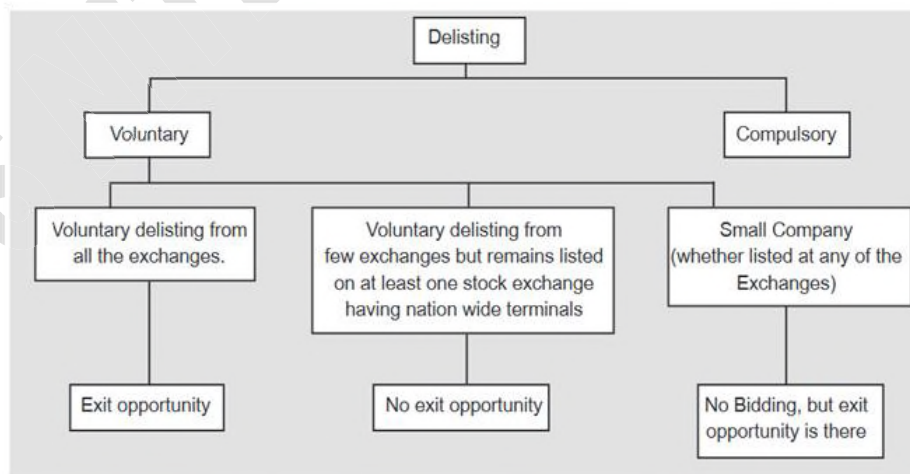 Delisting
Voluntary
Compulsory
Voluntary delisting from
all the exchanges.
Voluntary delisting from
few exchanges but remains listed
on at least one stock exchange
having nation wide terminals
Small Company
(whether listed at any of the
Exchanges)
Exit opportunity
No exit opportunity
No Bidding, but exit
opportunity is there